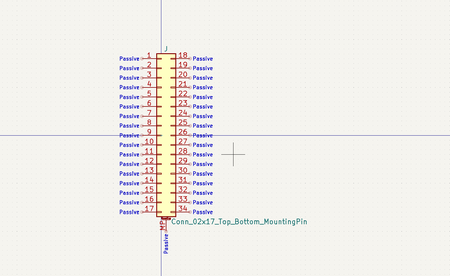 J
Passive 1 18 Passive
Passive 2 19 Passive
Passive 3 20 Passive
Passive 4 21 Passive
Passive 5 22 Passive
Passive 6 23 Passive
Passive 7 24 Passive
Passive 8 25 Passive
Passive 9 26 Passive
Passive 10 27 Passive
Passive 11 28 Passive
Passive 12 29 Passive
Passive 13 30 Passive
Passive 14 31 Passive
Passive 15 32 Passive
Passive 16 33 Passive
Passive 17 34 Passive
Conn_02x17_Top_Bottom_MountingPin
MP
Passive